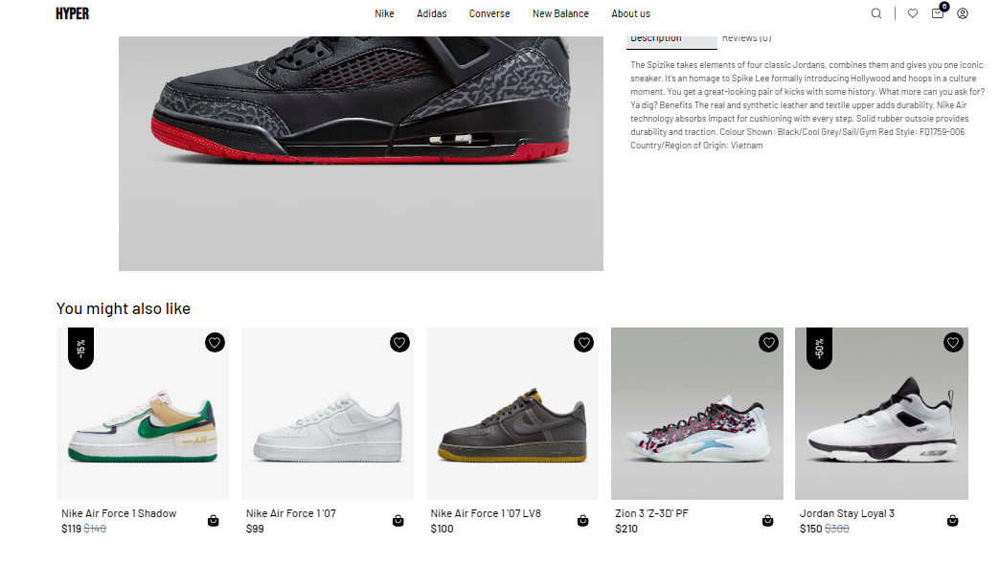 HYPER
Nike
Adidas
Converse
New Balance
About us
6
Description
Reviews (0)
The Spizike takes elements of four classic Jordans, combines them and gives you one iconic
sneaker. It's an homage to Spike Lee formally introducing Hollywood and hoops in a culture
moment. You get a great-looking pair of kicks with some history. What more can you ask for?
Ya dig? Benefits The real and synthetic leather and textile upper adds durability. Nike Air
technology absorbs impact for cushioning with every step. Solid rubber outsole provides
durability and traction. Colour Shown: Black/Cool Grey/Sail/Gym Red Style: FQ1759-006
Country/Region of Origin: Vietnam
You might also like
-15%
-50%
Nike Air Force 1 Shadow
$119 $140
Nike Air Force 1 '07
$99
Nike Air Force 1 '07 LV8
$100
Zion 3 'Z-3D' PF
$210
Jordan Stay Loyal 3
$150 $300